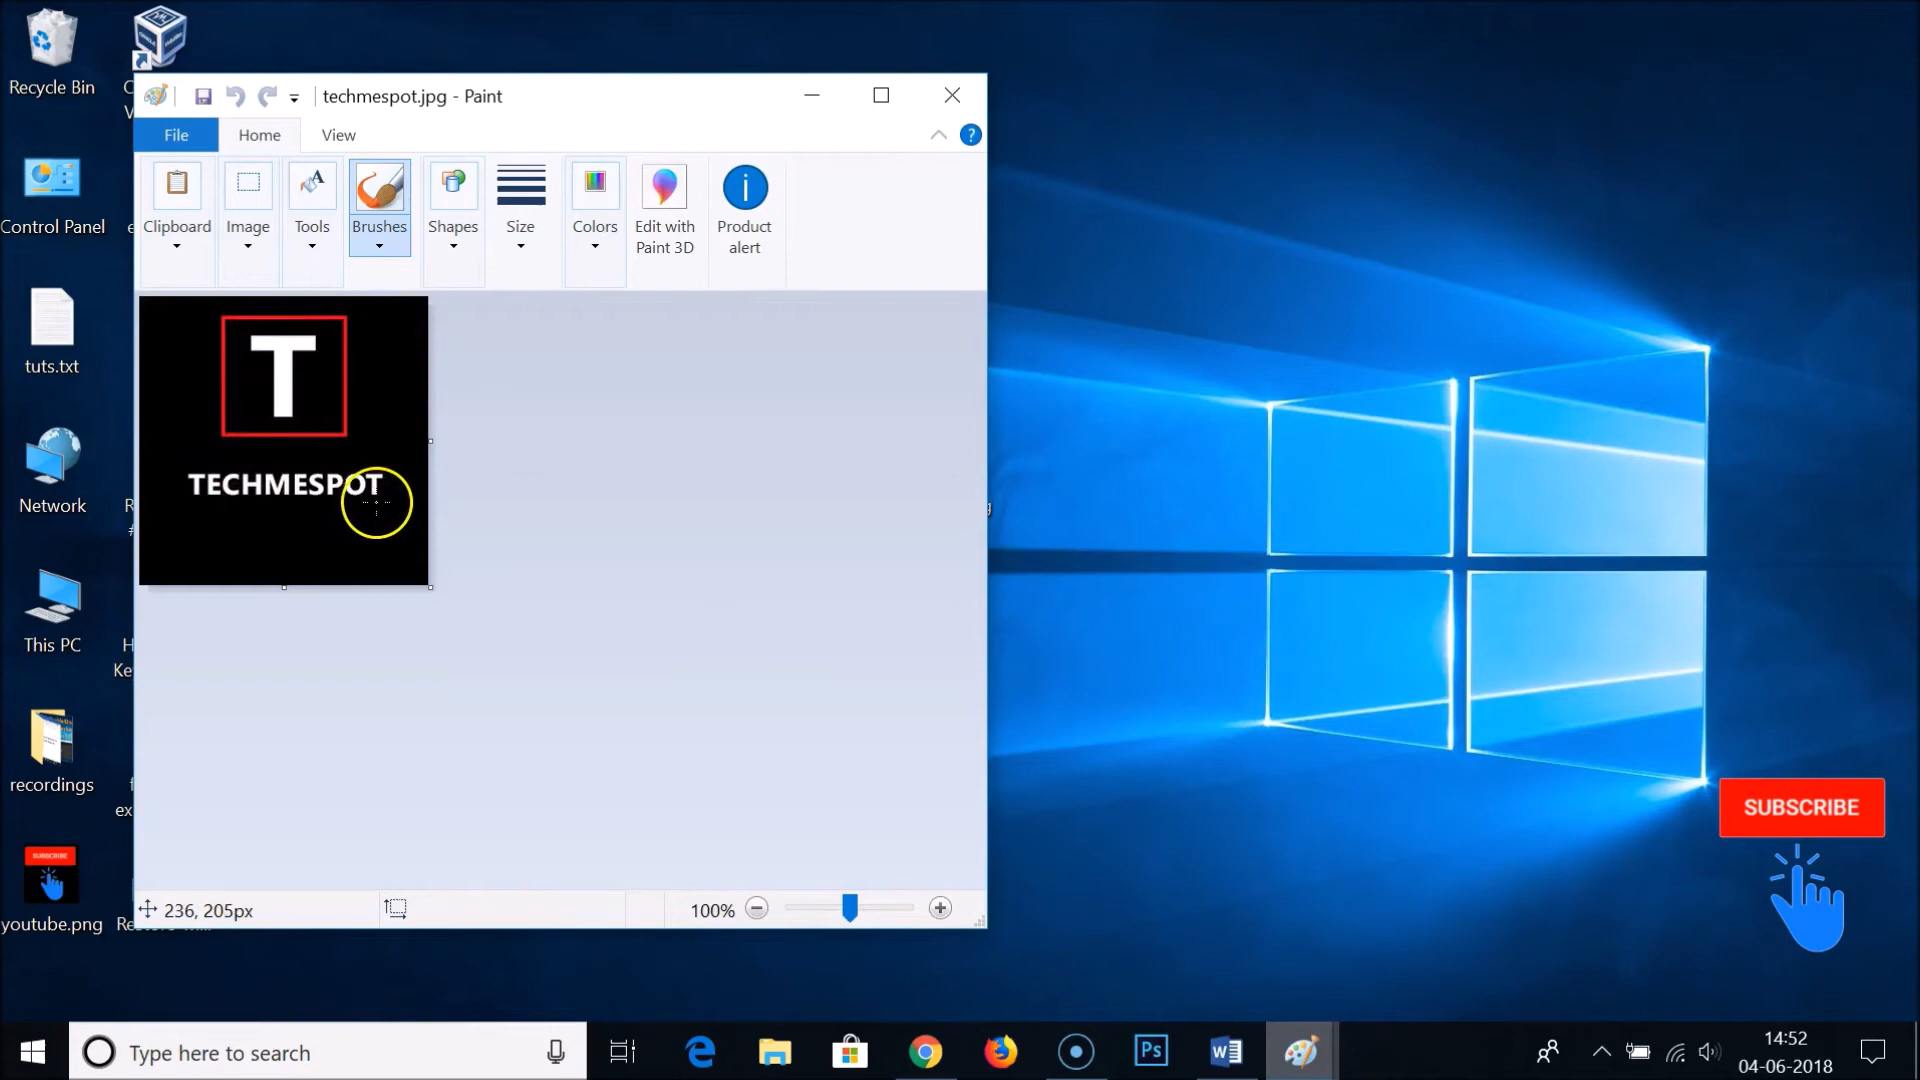 Recycle Bin
techmespot.jpg - Paint
File Home View
Control Panel
Clipboard Image Tools Brushes Shapes Size Colors Edit with Paint 3D Product alert
T
TECHMESPOT
tuts.txt
Network
This PC
recordings
SUBSCRIBE
SUBSCRIBE
youtube.png
236, 205px
100%
Type here to search
Ps
14:52
04-06-2018